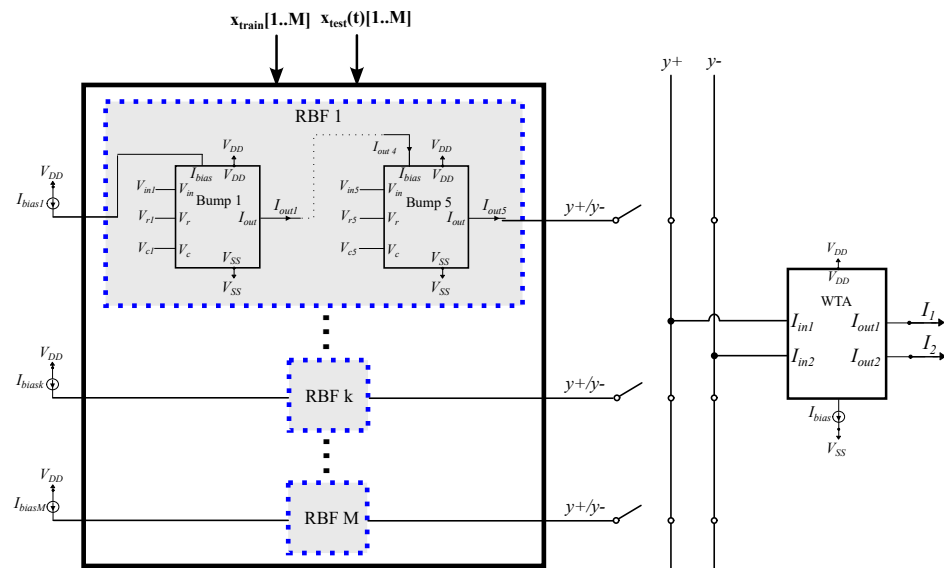 x_train[1..M] x_test(t)[1..M]
y+ y-
RBF 1
V_DD
I_bias1
V_DD
I_bias
V_DD
V_in1
V_in
Bump 1
V_r1
V_r
I_out
I_out1
V_c1
V_c
V_SS
V_SS
I_out 4
V_DD
I_bias
V_DD
V_in5
V_in
Bump 5
V_r5
V_r
I_out
I_out5
V_c5
V_c
V_SS
V_SS
y+/y-
V_DD
V_DD
WTA
I_in1
I_out1
I_1
I_in2
I_out2
I_2
I_bias
V_SS
V_DD
I_biask
RBF k
y+/y-
V_DD
I_biasM
RBF M
y+/y-